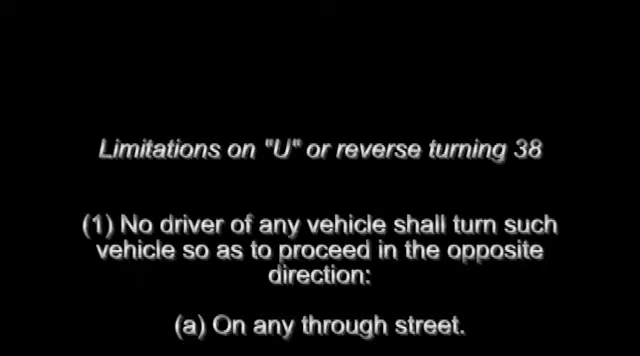 Limitations on "U" or reverse turning 38
(1) No driver of any vehicle shall turn such
vehicle so as to proceed in the opposite
direction:
(a) On any through street.